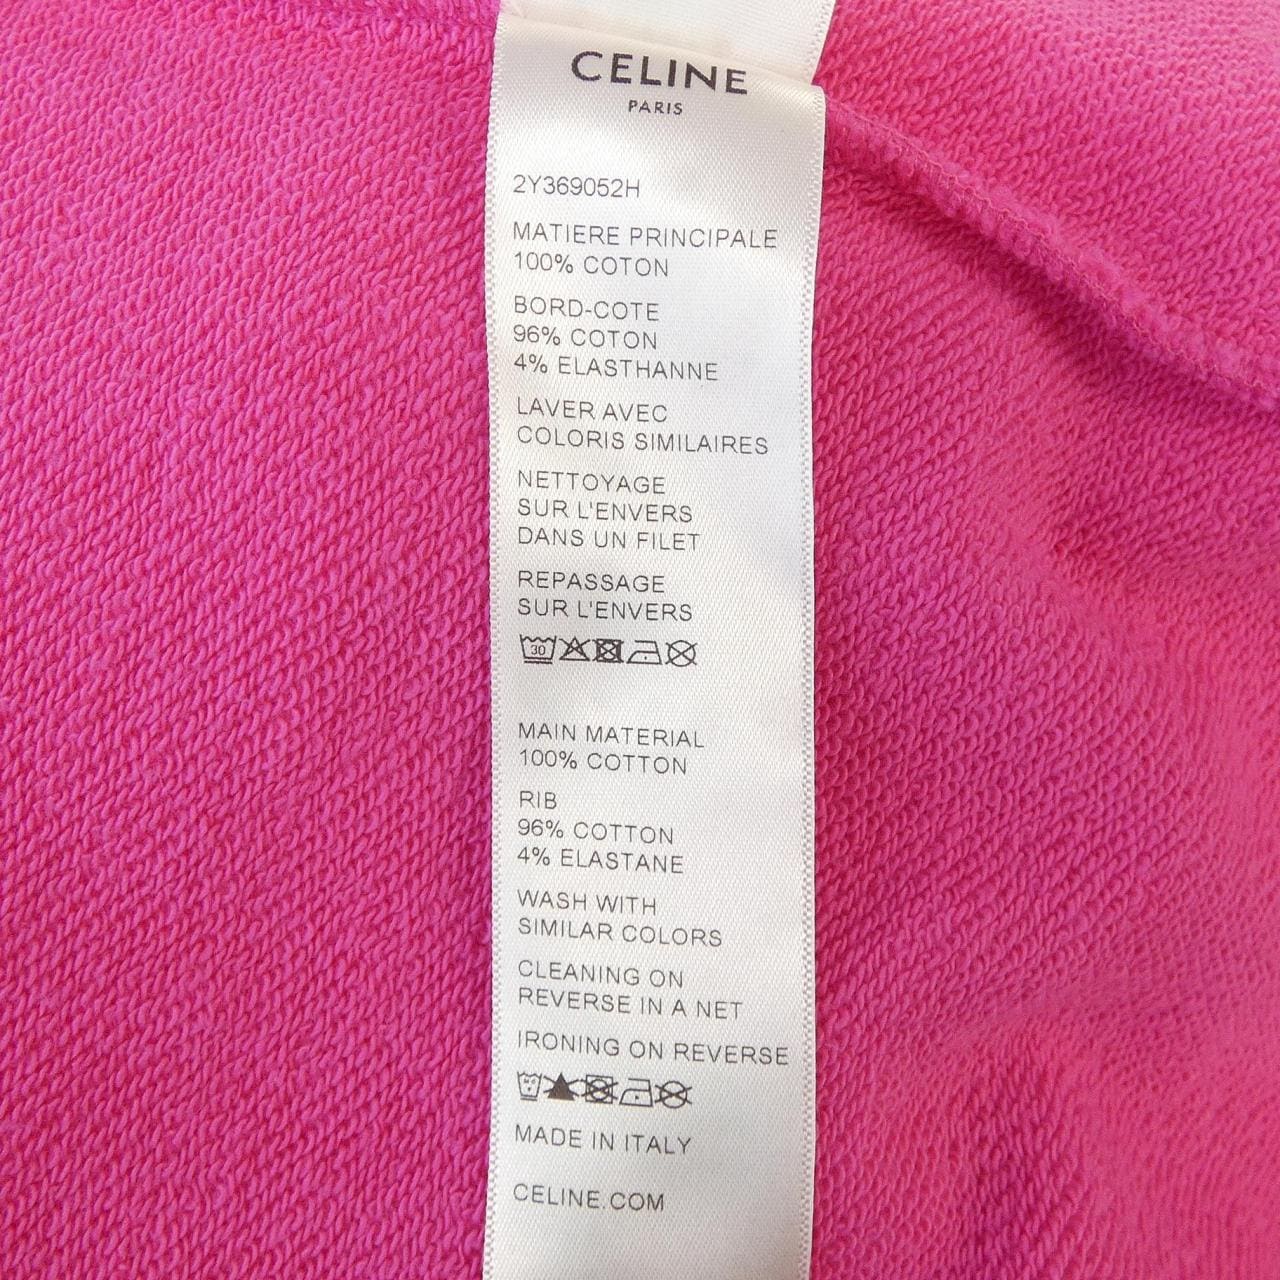 CELINE
PARIS
2Y369052H
MATIERE PRINCIPALE
100% COTON
BORD-COTE
96% COTON
4% ELASTHANNE
LAVER AVEC
COLORIS SIMILAIRES
NETTOYAGE
SUR L'ENVERS
DANS UN FILET
REPASSAGE
SUR L'ENVERS
30
MAIN MATERIAL
100% COTTON
RIB
96% COTTON
4% ELASTANE
WASH WITH
SIMILAR COLORS
CLEANING ON
REVERSE IN A NET
IRONING ON REVERSE
MADE IN ITALY
CELINE.COM